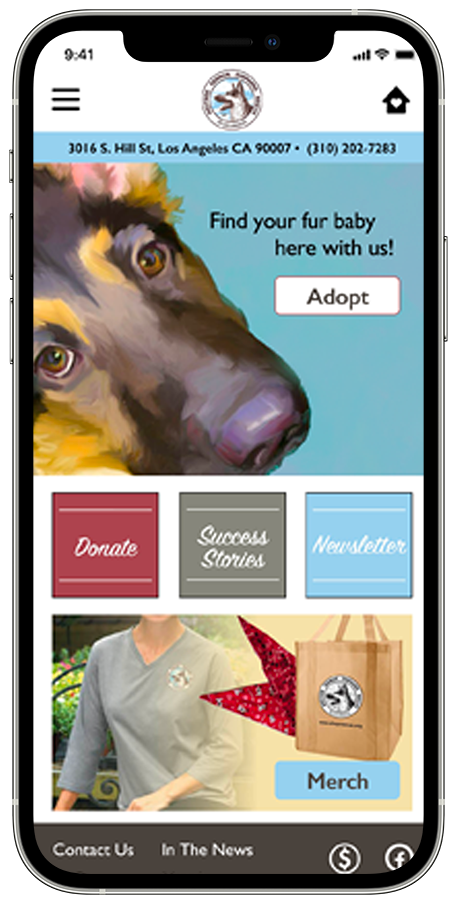 9:41
3016 S. Hill St, Los Angeles CA 90007 • (310) 202-7283
Find your fur baby
here with us!
Adopt
Donate
Success
Stories
Newsletter
Merch
Contact Us
In The News